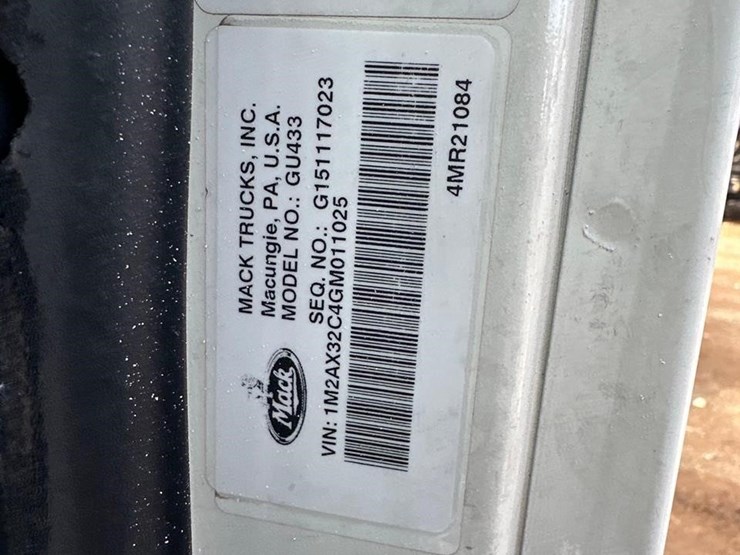 MACK TRUCKS, INC.
Macungie, PA, U.S.A.
MODEL NO.: GU433
SEQ. NO.: G151117023
Mack
VIN: 1M2AX32C4GM011025
4MR21084